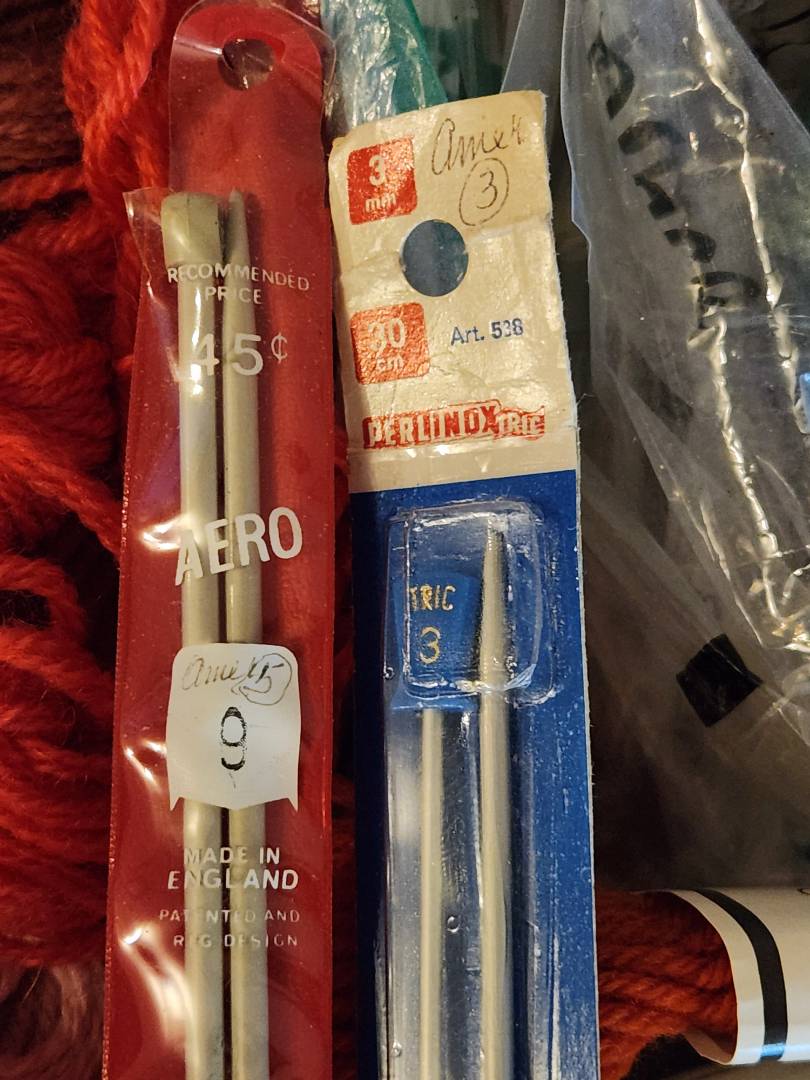 RECOMMENDED
PRICE
45¢
AERO
Amer 5
9
MADE IN
ENGLAND
PATENTED AND
REG DESIGN
3
mm
Amer
3
30
cm
Art. 538
PERLINOX TRIC
TRIC
3